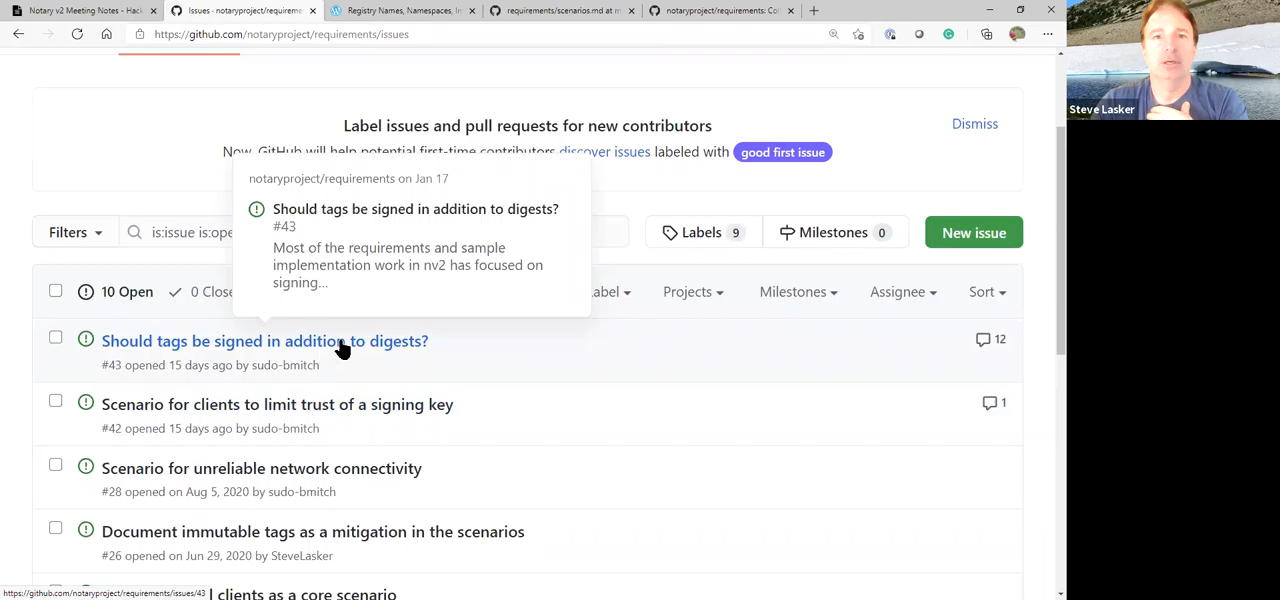 Notary v2 Meeting Notes - Hack
Issues · notaryproject/requireme
Registry Names, Namespaces, In
requirements/scenarios.md at m
notaryproject/requirements: Col
https://github.com/notaryproject/requirements/issues
Steve Lasker
Label issues and pull requests for new contributors
Dismiss
Now, GitHub will help potential first-time contributors discover issues labeled with good first issue
notaryproject/requirements on Jan 17
Should tags be signed in addition to digests?
#43
Most of the requirements and sample
implementation work in nv2 has focused on
signing...
Filters
is:issue is:ope
Labels 9
Milestones 0
New issue
10 Open
0 Close
abel
Projects
Milestones
Assignee
Sort
Should tags be signed in addition to digests?
12
#43 opened 15 days ago by sudo-bmitch
Scenario for clients to limit trust of a signing key
1
#42 opened 15 days ago by sudo-bmitch
Scenario for unreliable network connectivity
#28 opened on Aug 5, 2020 by sudo-bmitch
Document immutable tags as a mitigation in the scenarios
#26 opened on Jun 29, 2020 by SteveLasker
l clients as a core scenario
https://github.com/notaryproject/requirements/issues/43